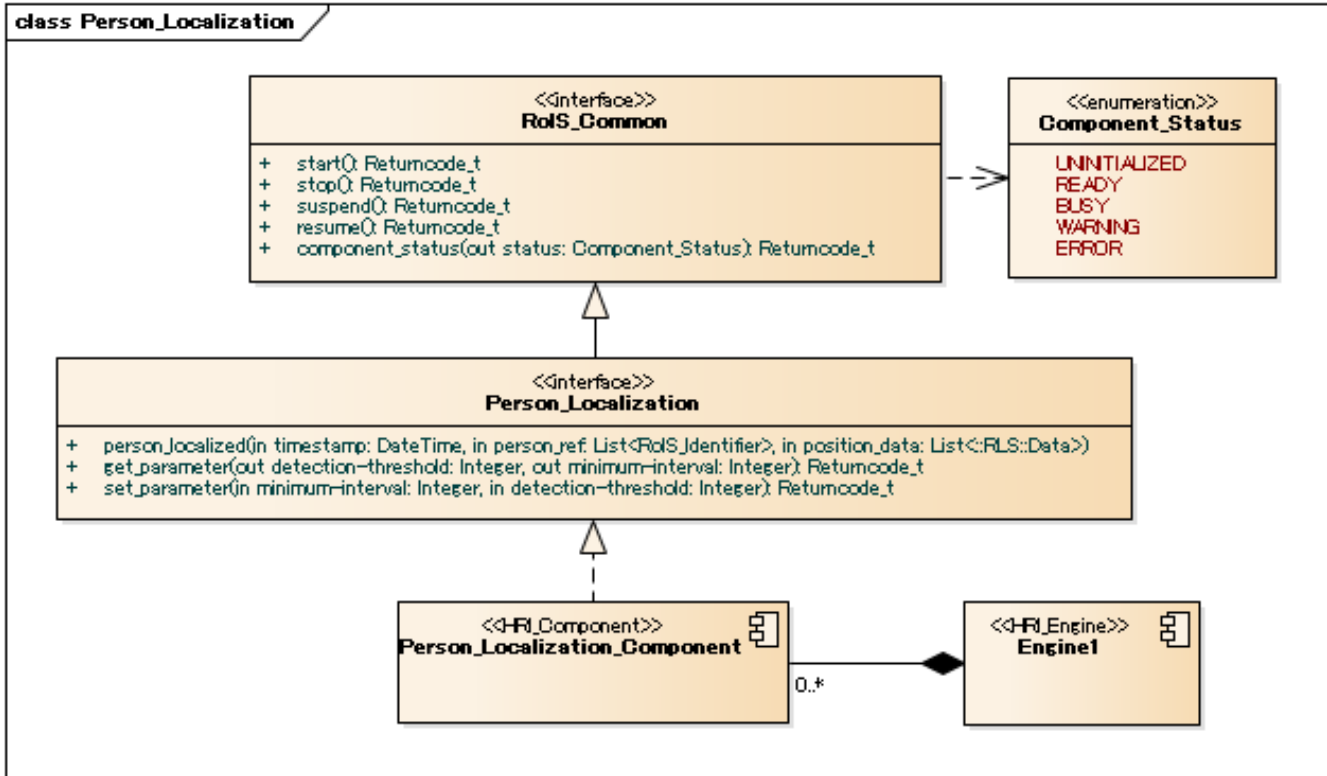 class Person_Localization
<<interface>>
RoIS_Common
+ start(): Returncode_t
+ stop(): Returncode_t
+ suspend(): Returncode_t
+ resume(): Returncode_t
+ component_status(out status: Component_Status): Returncode_t
<<enumeration>>
Component_Status
UNINITIALIZED
READY
BUSY
WARNING
ERROR
<<interface>>
Person_Localization
+ person_localized(in timestamp: DateTime, in person_ref: List<RoIS_Identifier>, in position_data: List<::RLS::Data>)
+ get_parameter(out detection-threshold: Integer, out minimum-interval: Integer): Returncode_t
+ set_parameter(in minimum-interval: Integer, in detection-threshold: Integer): Returncode_t
<<HRI_Component>>
Person_Localization_Component
0..*
<<HRI_Engine>>
Engine1